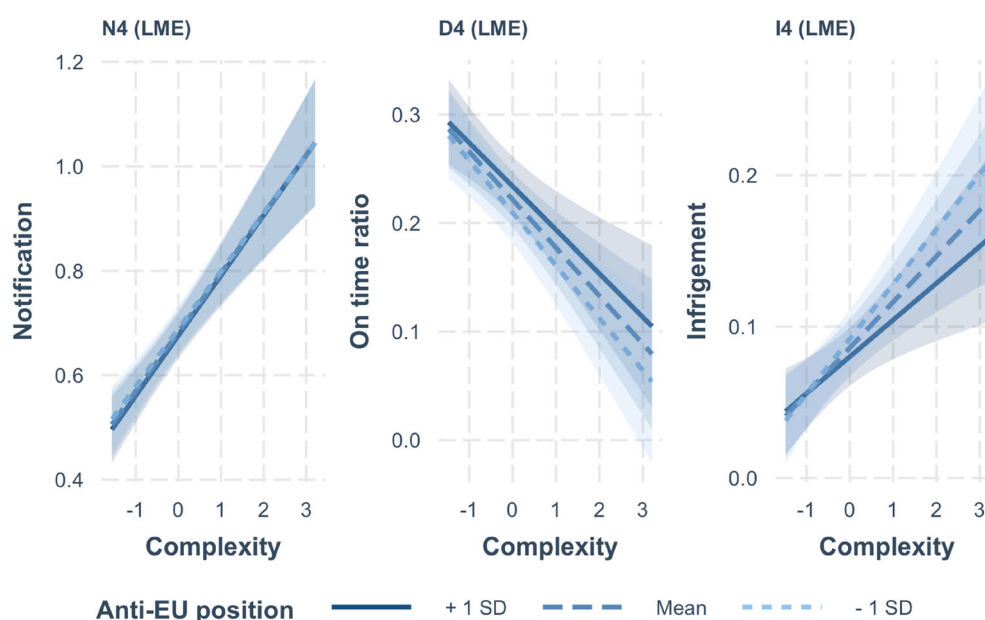 N4 (LME)
D4 (LME)
I4 (LME)
Notification
1.2
1.0
0.8
0.6
0.4
-1 0 1 2 3
Complexity
On time ratio
0.3
0.2
0.1
0.0
-1 0 1 2 3
Complexity
Infrigement
0.2
0.1
0.0
-1 0 1 2 3
Complexity
Anti-EU position + 1 SD Mean - 1 SD